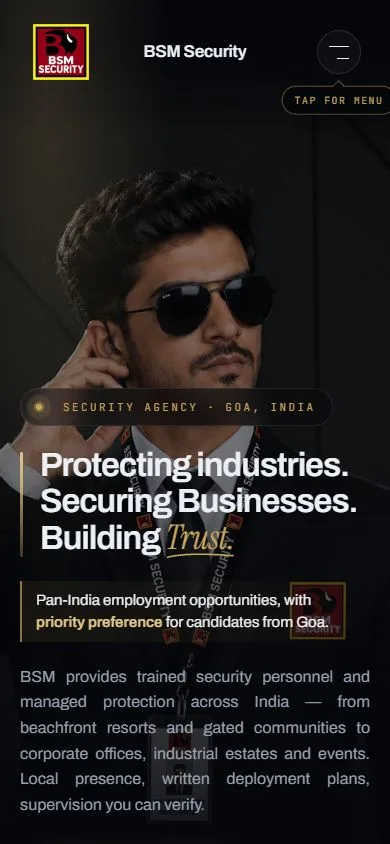 BSM
SECURITY
BSM Security
TAP FOR MENU
SECURITY AGENCY · GOA, INDIA
Protecting industries.
Securing Businesses.
Building Trust.
Pan-India employment opportunities, with
priority preference for candidates from Goa.
SECURITY
BSM provides trained security personnel and
managed protection across India — from
beachfront resorts and gated communities to
corporate offices, industrial estates and events.
Local presence, written deployment plans,
supervision you can verify.